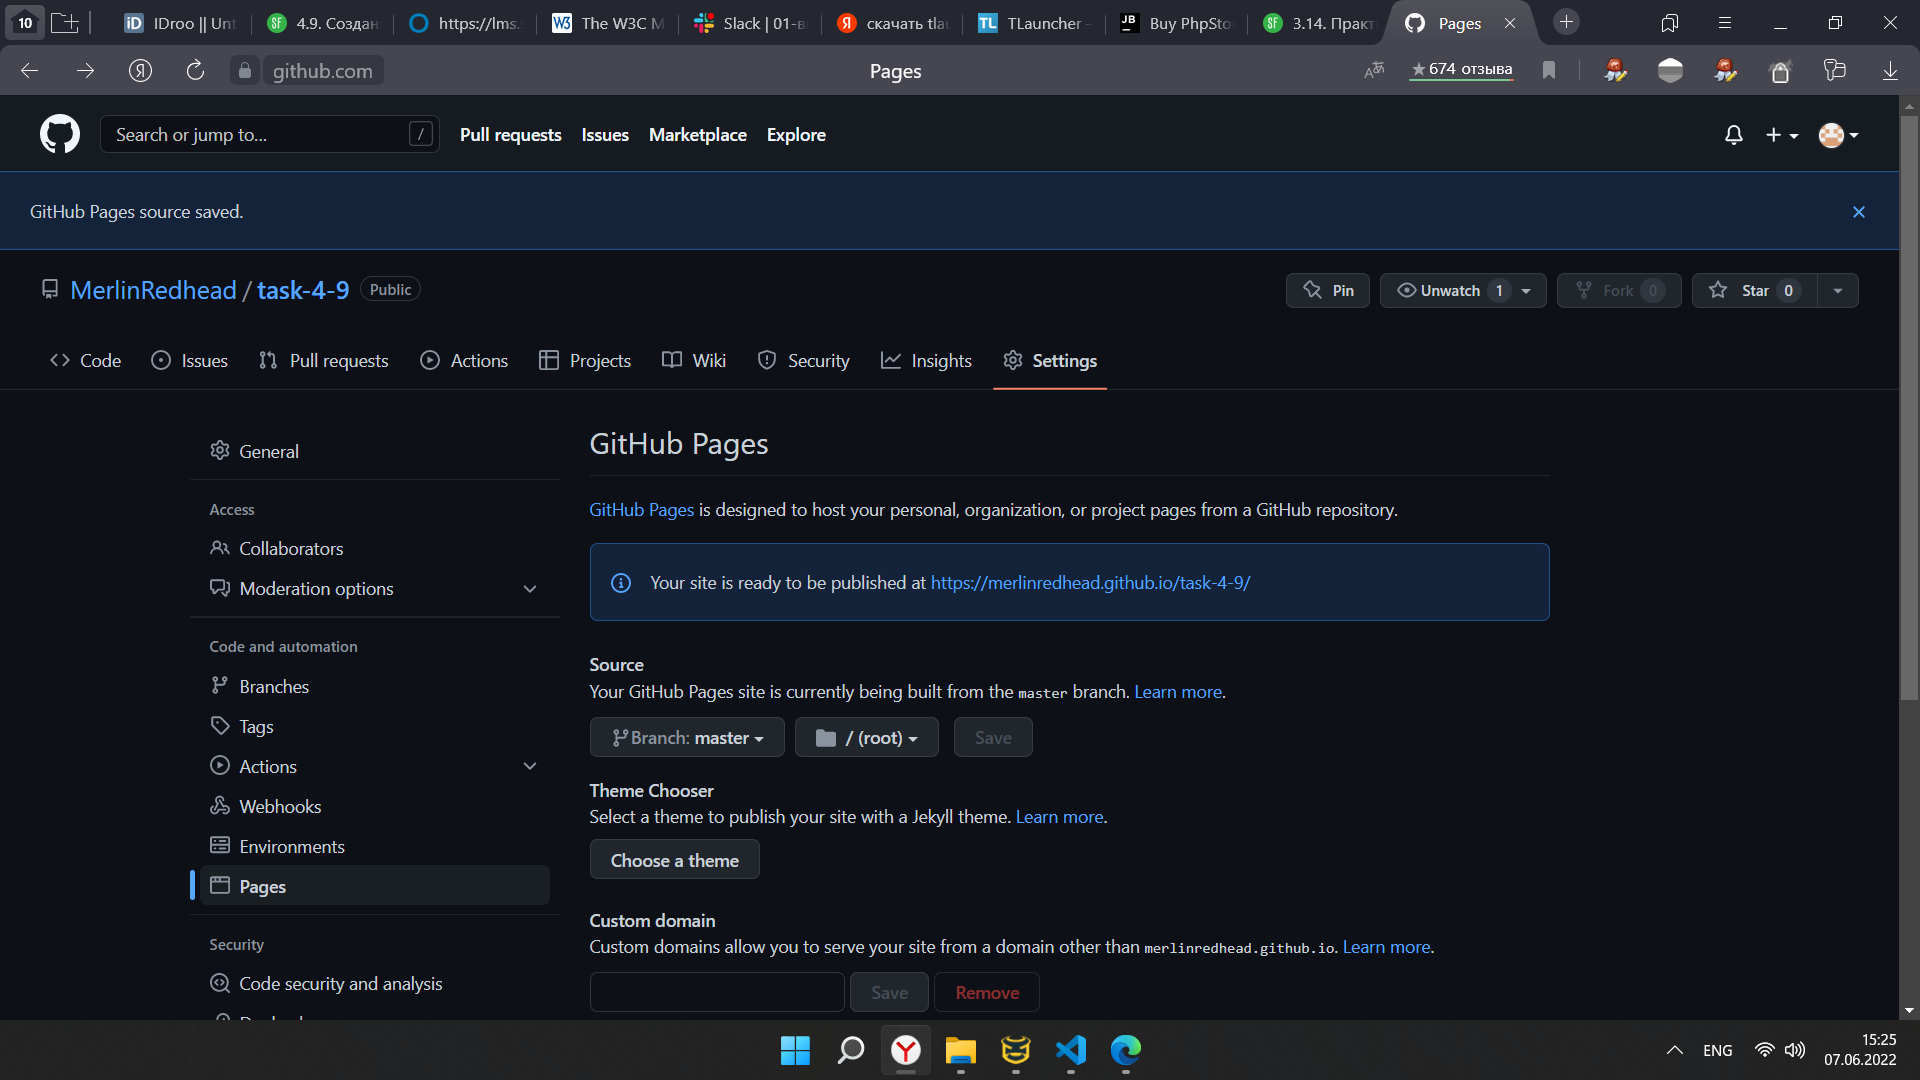 10
IDroo || Unt
4.9. Создан
https://lms.
The W3C M
Slack | 01-в
скачать tlau
TLauncher -
Buy PhpSto
3.14. Практ
Pages
github.com
Pages
674 отзыва
Search or jump to...
/
Pull requests
Issues
Marketplace
Explore
GitHub Pages source saved.
MerlinRedhead / task-4-9
Public
Pin
Unwatch 1
Fork 0
Star 0
Code
Issues
Pull requests
Actions
Projects
Wiki
Security
Insights
Settings
General
Access
Collaborators
Moderation options
Code and automation
Branches
Tags
Actions
Webhooks
Environments
Pages
Security
Code security and analysis
GitHub Pages
GitHub Pages is designed to host your personal, organization, or project pages from a GitHub repository.
Your site is ready to be published at https://merlinredhead.github.io/task-4-9/
Source
Your GitHub Pages site is currently being built from the master branch. Learn more.
Branch: master
/ (root)
Save
Theme Chooser
Select a theme to publish your site with a Jekyll theme. Learn more.
Choose a theme
Custom domain
Custom domains allow you to serve your site from a domain other than merlinredhead.github.io. Learn more.
Save
Remove
ENG
15:25
07.06.2022